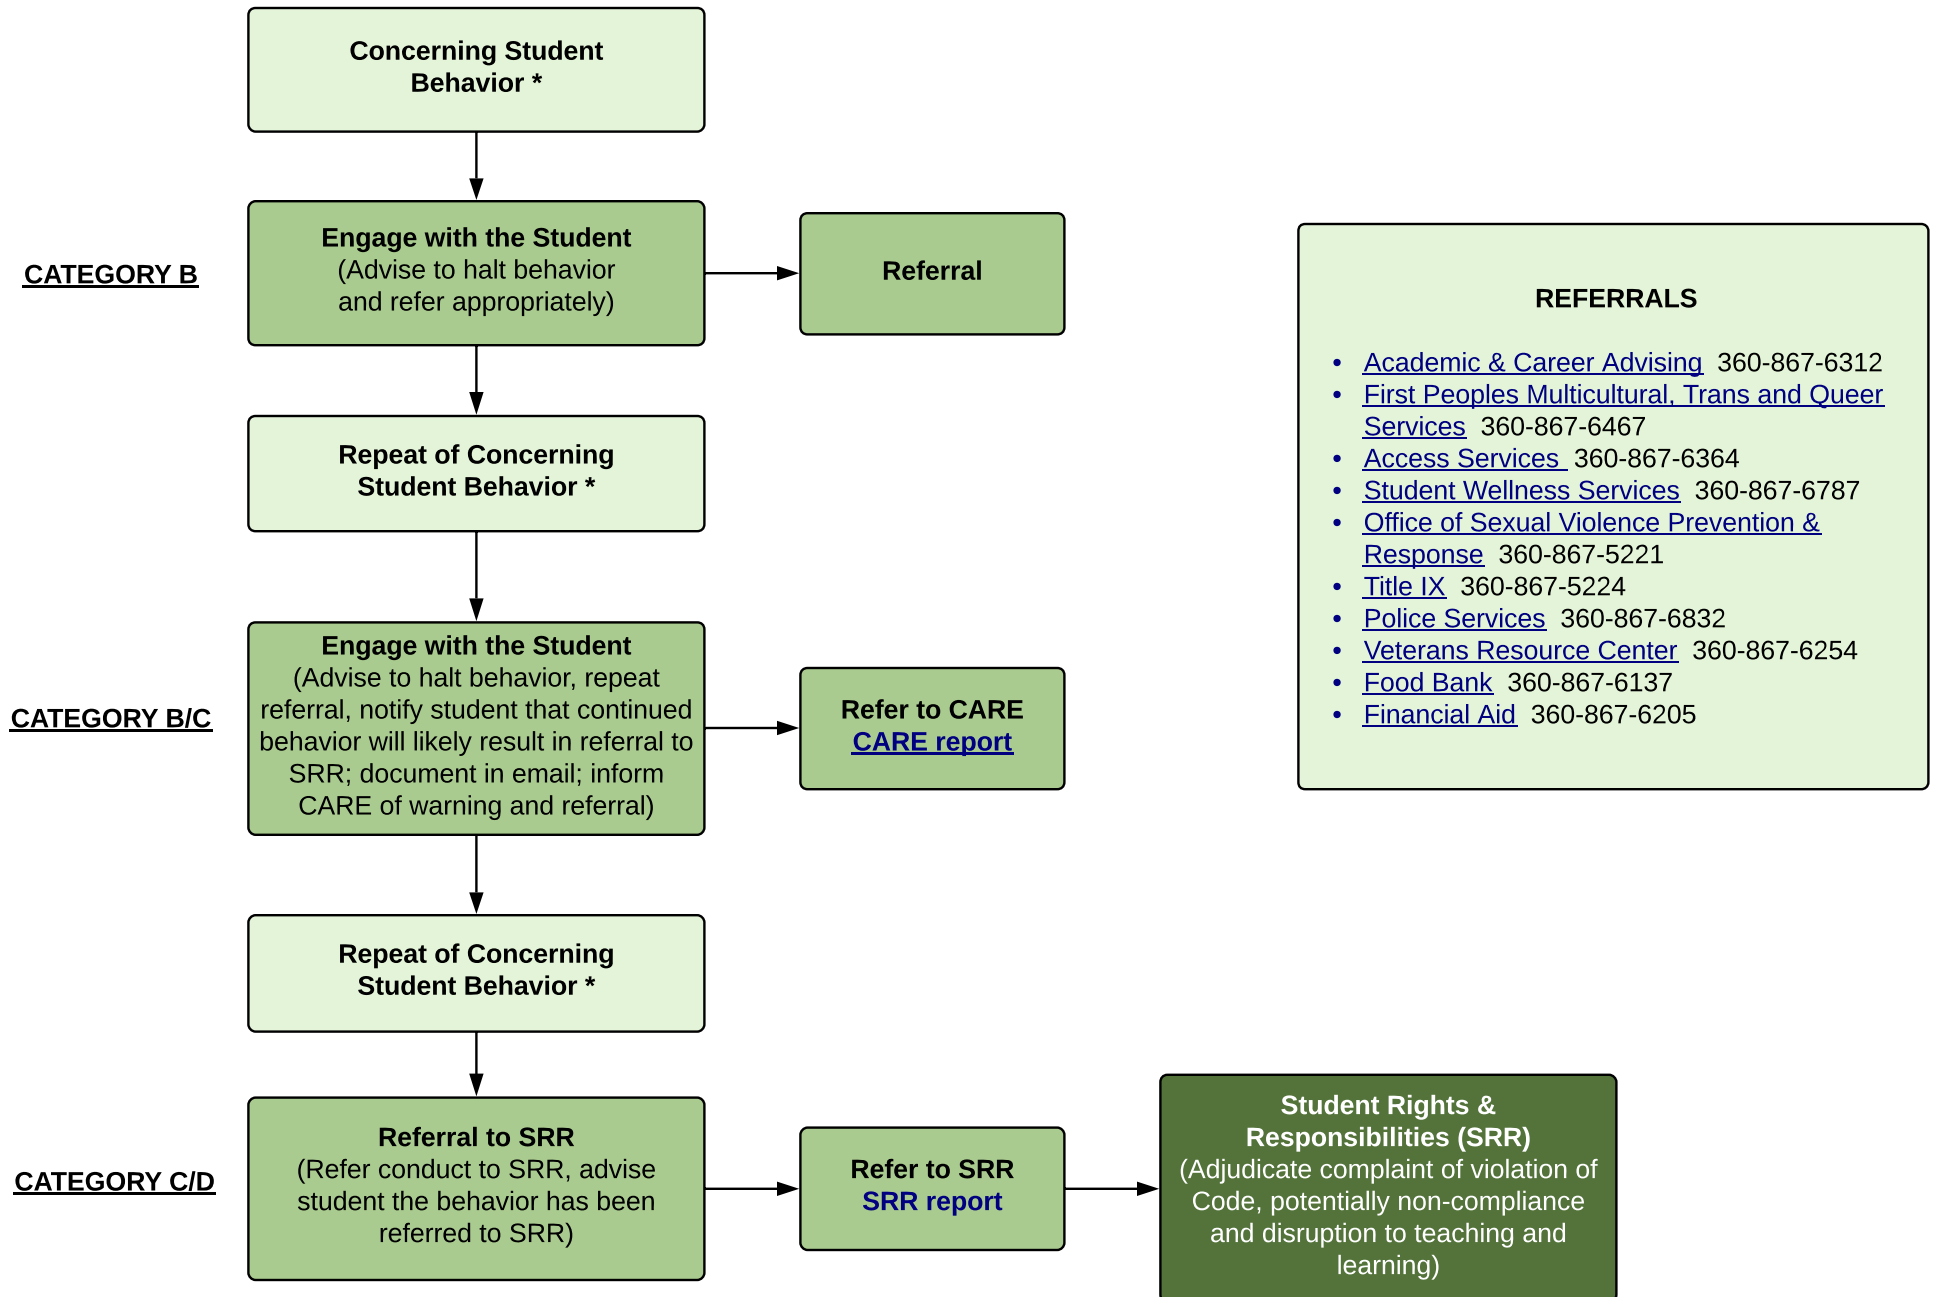 Concerning Student
Behavior *
CATEGORY B
Engage with the Student
(Advise to halt behavior
and refer appropriately)
Referral
Repeat of Concerning
Student Behavior *
CATEGORY B/C
Engage with the Student
(Advise to halt behavior, repeat
referral, notify student that continued
behavior will likely result in referral to
SRR; document in email; inform
CARE of warning and referral)
Refer to CARE
CARE report
REFERRALS
• Academic & Career Advising 360-867-6312
• First Peoples Multicultural, Trans and Queer
Services 360-867-6467
• Access Services 360-867-6364
• Student Wellness Services 360-867-6787
• Office of Sexual Violence Prevention &
Response 360-867-5221
• Title IX 360-867-5224
• Police Services 360-867-6832
• Veterans Resource Center 360-867-6254
• Food Bank 360-867-6137
• Financial Aid 360-867-6205
Repeat of Concerning
Student Behavior *
CATEGORY C/D
Referral to SRR
(Refer conduct to SRR, advise
student the behavior has been
referred to SRR)
Refer to SRR
SRR report
Student Rights &
Responsibilities (SRR)
(Adjudicate complaint of violation of
Code, potentially non-compliance
and disruption to teaching and
learning)